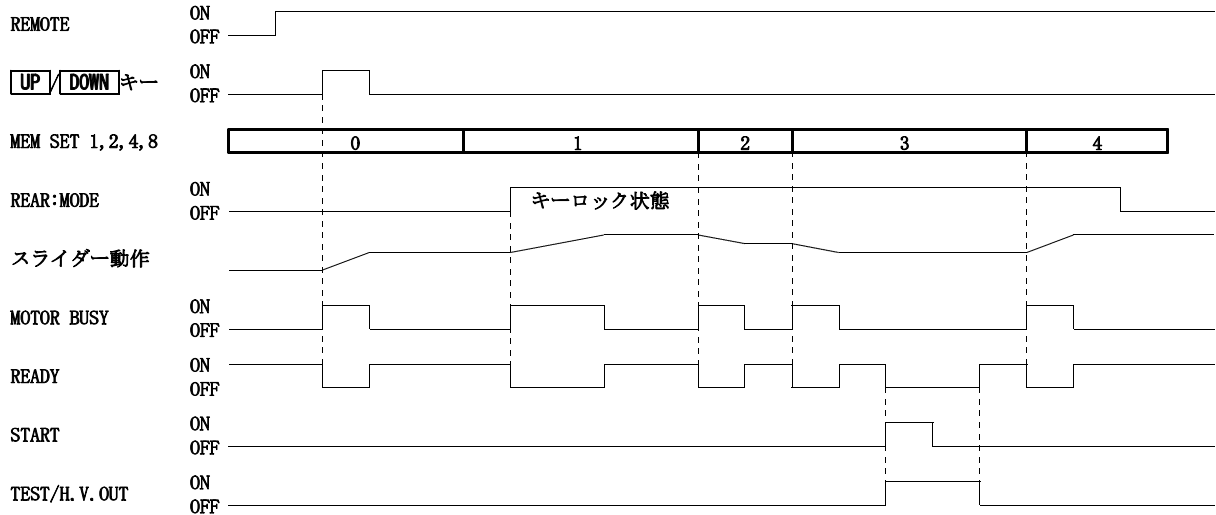 REMOTE ON
OFF
UP / DOWN キー ON
OFF
MEM SET 1,2,4,8 0 1 2 3 4
REAR:MODE ON キーロック状態
OFF
スライダー動作
MOTOR BUSY ON
OFF
READY ON
OFF
START ON
OFF
TEST/H.V.OUT ON
OFF